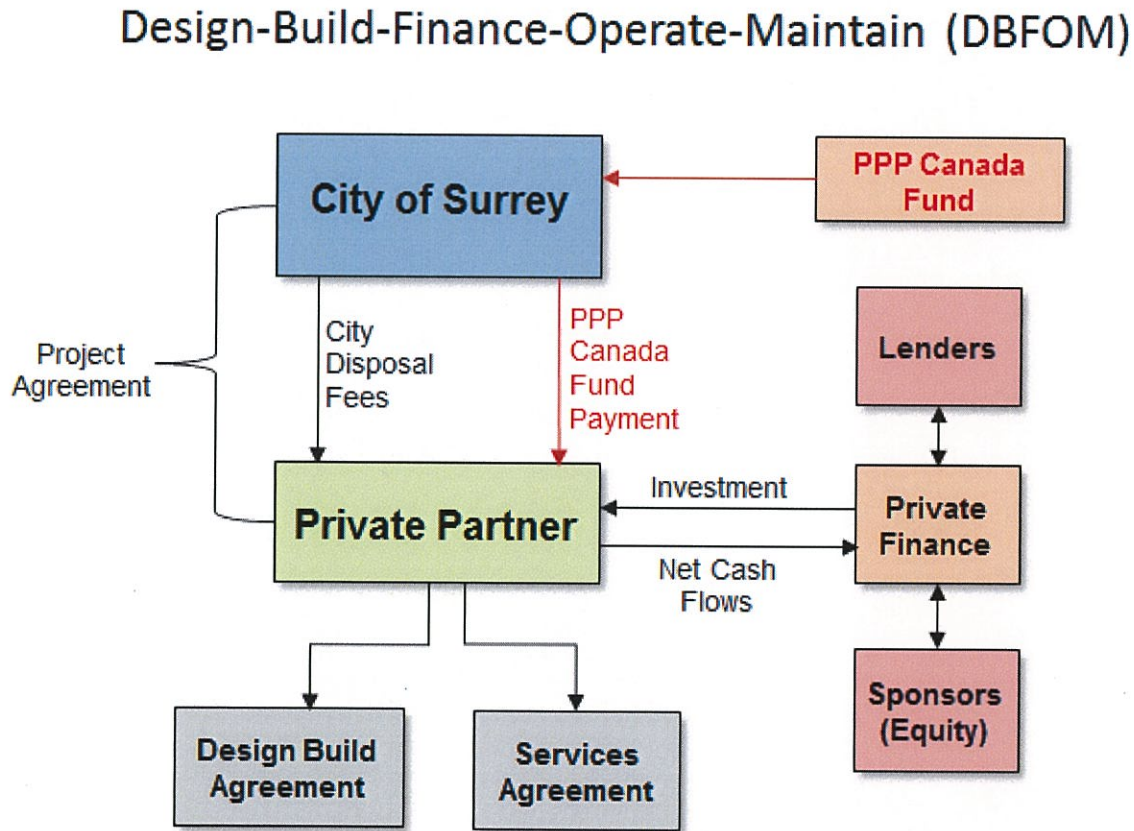 Design-Build-Finance-Operate-Maintain (DBFOM)
City of Surrey
PPP Canada
Fund
Project
Agreement
City
Disposal
Fees
PPP
Canada
Fund
Payment
Lenders
Private Partner
Investment
Net Cash
Flows
Private
Finance
Design Build
Agreement
Services
Agreement
Sponsors
(Equity)